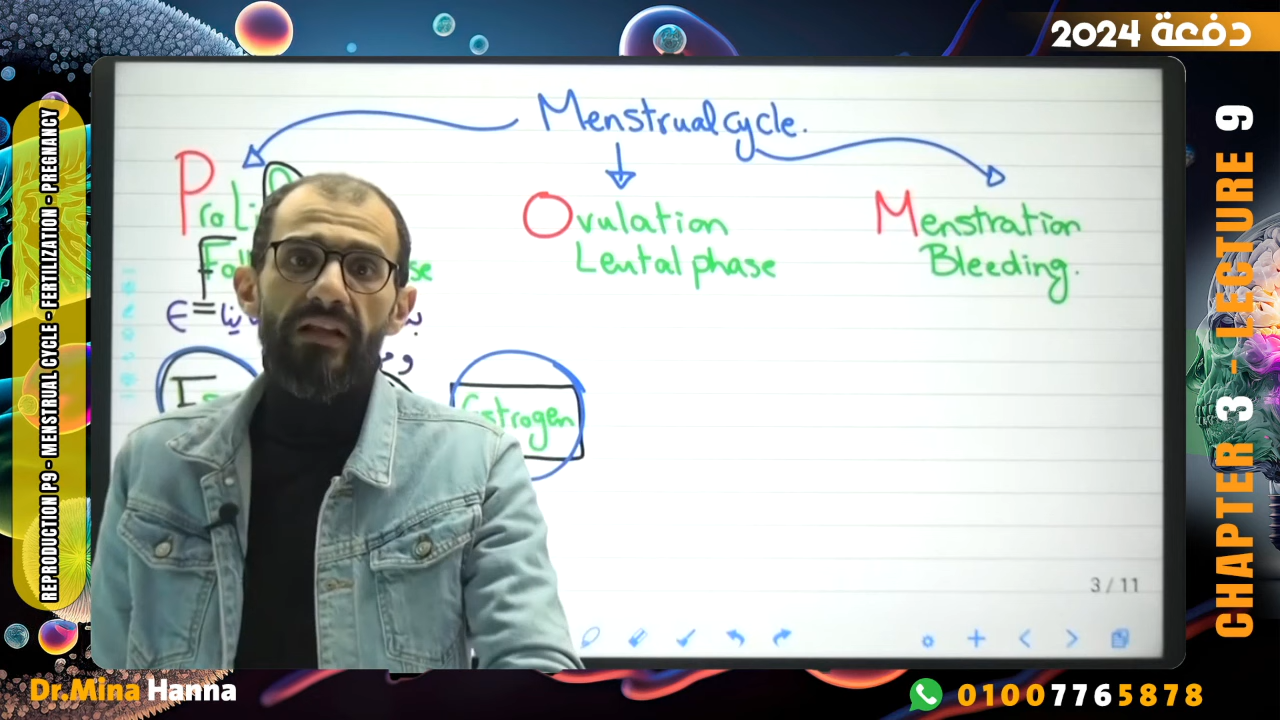 دفعة 2024
REPRODUCTION P9 - MENSTRUAL CYCLE - FERTILIZATION - PREGNANCY
CHAPTER 3 - LECTURE 9
Menstrual cycle.
Ovulation
Lental phase
Menstration
Bleeding.
Estrogen
3/11
Dr.Mina Hanna
01007765878